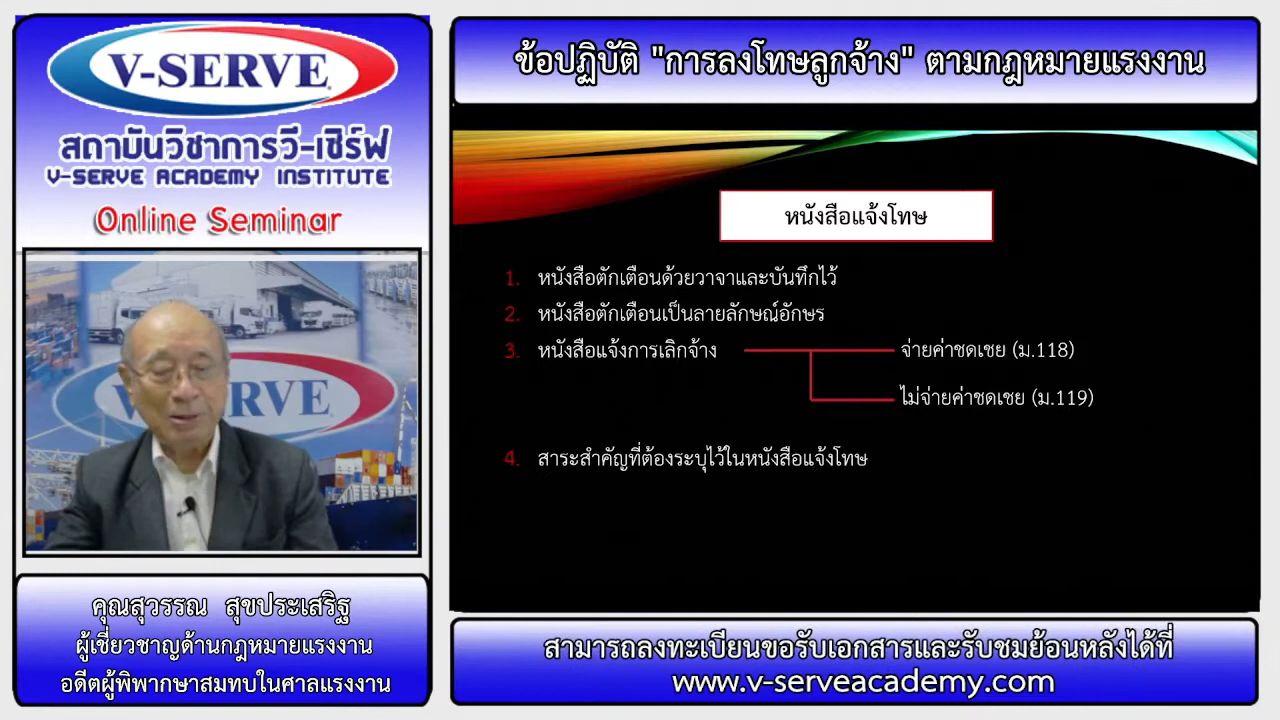 V-SERVE
สถาบันวิชาการวี-เซิร์ฟ
V-SERVE ACADEMY INSTITUTE
Online Seminar
คุณสุวรรณ สุขประเสริฐ
ผู้เชี่ยวชาญด้านกฎหมายแรงงาน
อดีตผู้พิพากษาสมทบในศาลแรงงาน
ข้อปฏิบัติ "การลงโทษลูกจ้าง" ตามกฎหมายแรงงาน
หนังสือแจ้งโทษ
1. หนังสือตักเตือนด้วยวาจาและบันทึกไว้
2. หนังสือตักเตือนเป็นลายลักษณ์อักษร
3. หนังสือแจ้งการเลิกจ้าง จ่ายค่าชดเชย (ม.118)
ไม่จ่ายค่าชดเชย (ม.119)
4. สาระสำคัญที่ต้องระบุไว้ในหนังสือแจ้งโทษ
สามารถลงทะเบียนขอรับเอกสารและรับชมย้อนหลังได้ที่
www.v-serveacademy.com